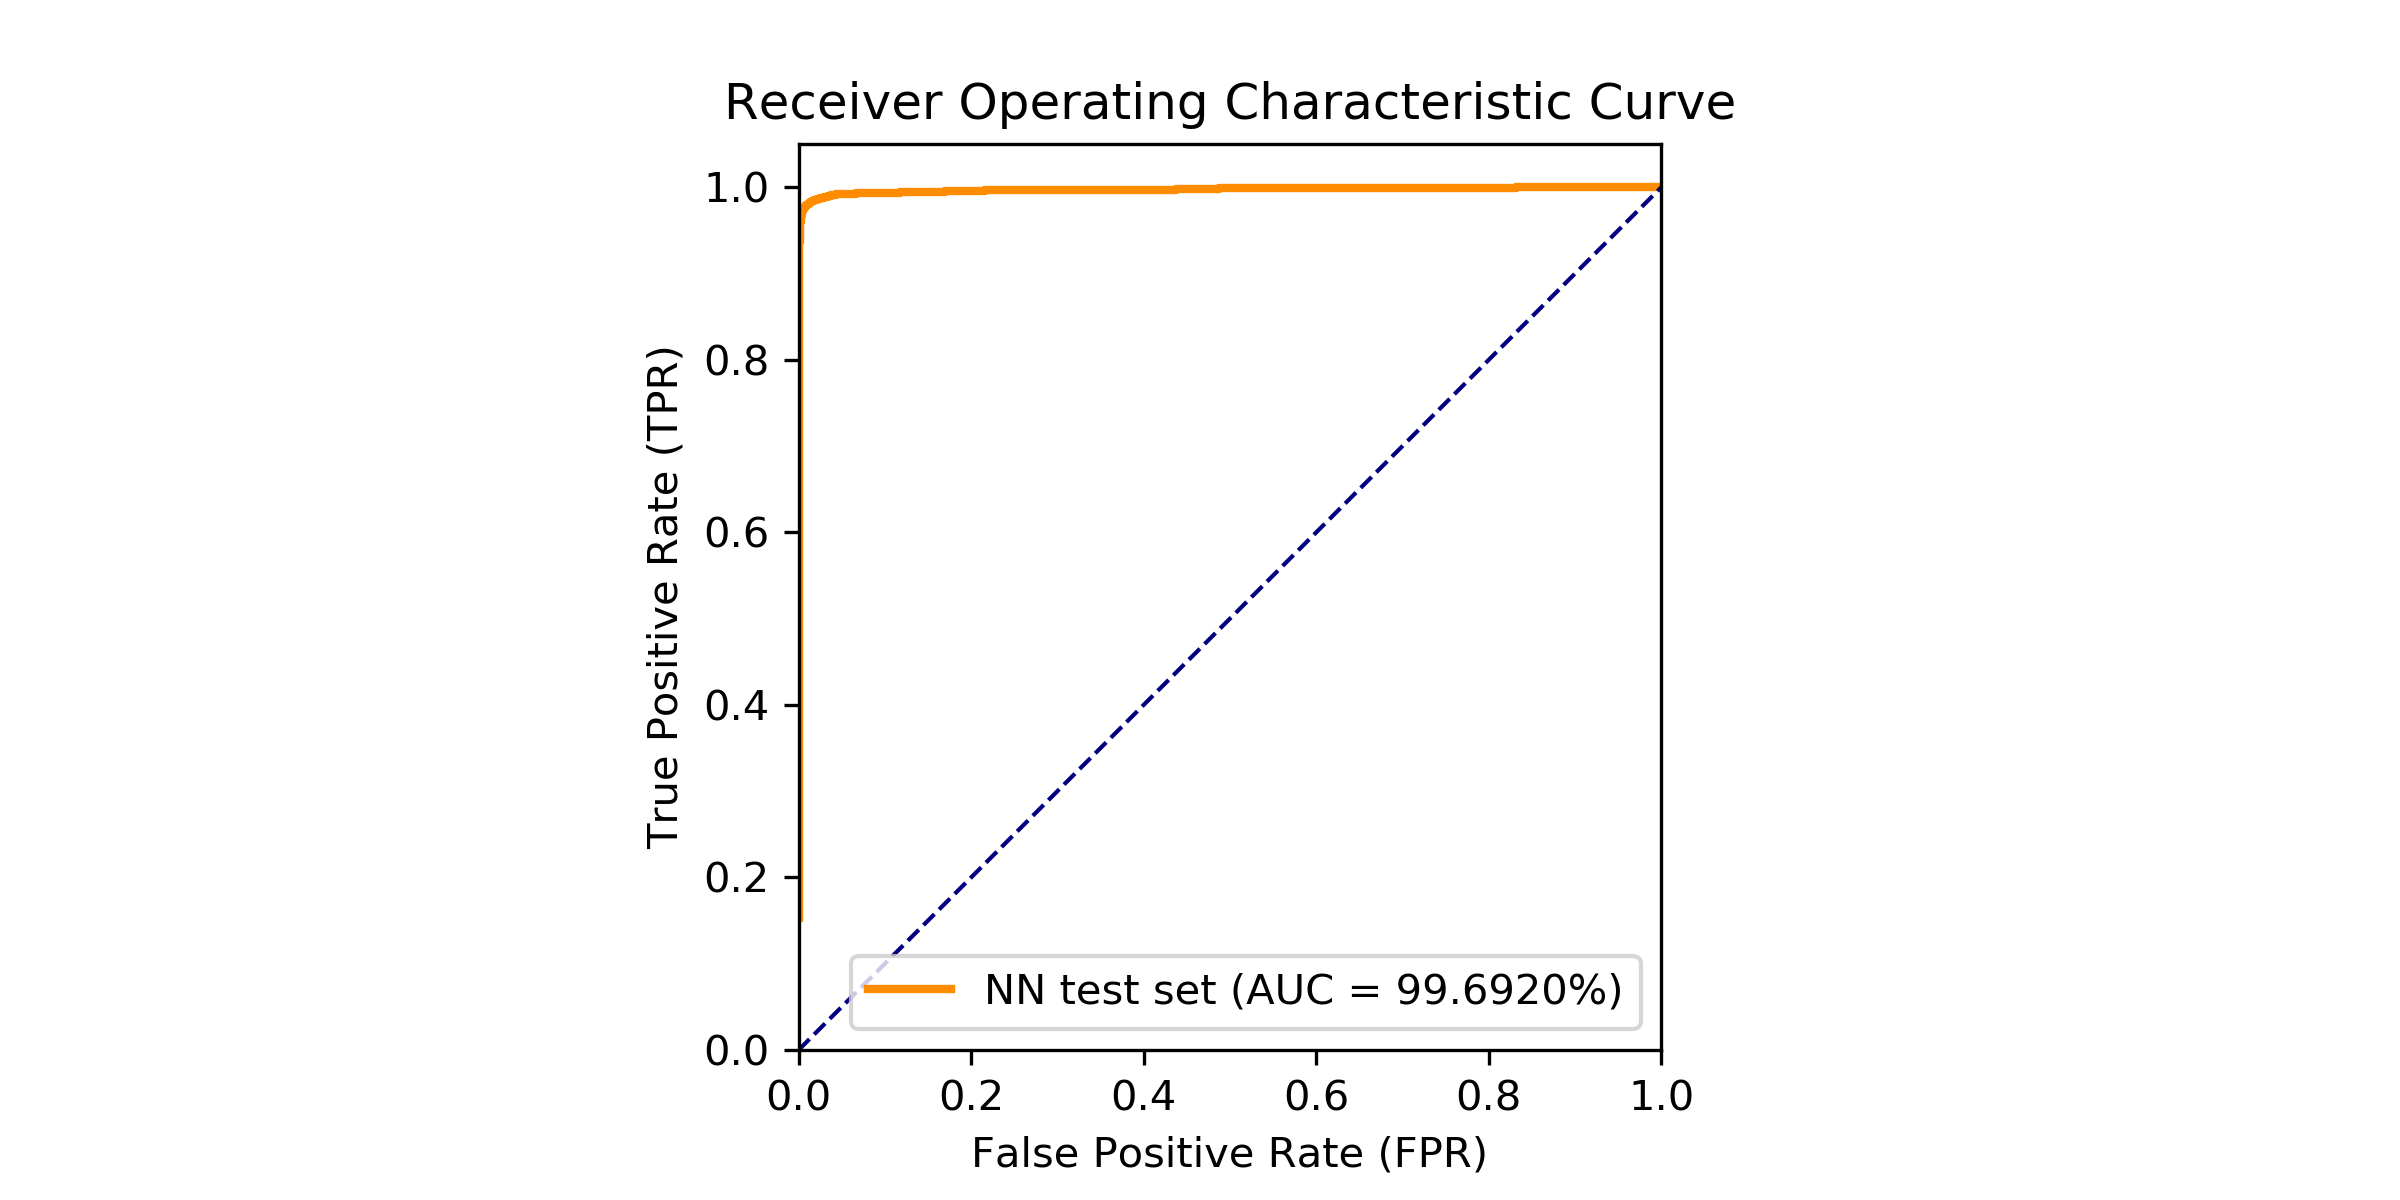 Receiver Operating Characteristic Curve
True Positive Rate (TPR)
1.0
0.8
0.6
0.4
0.2
0.0
NN test set (AUC = 99.6920%)
0.0 0.2 0.4 0.6 0.8 1.0
False Positive Rate (FPR)